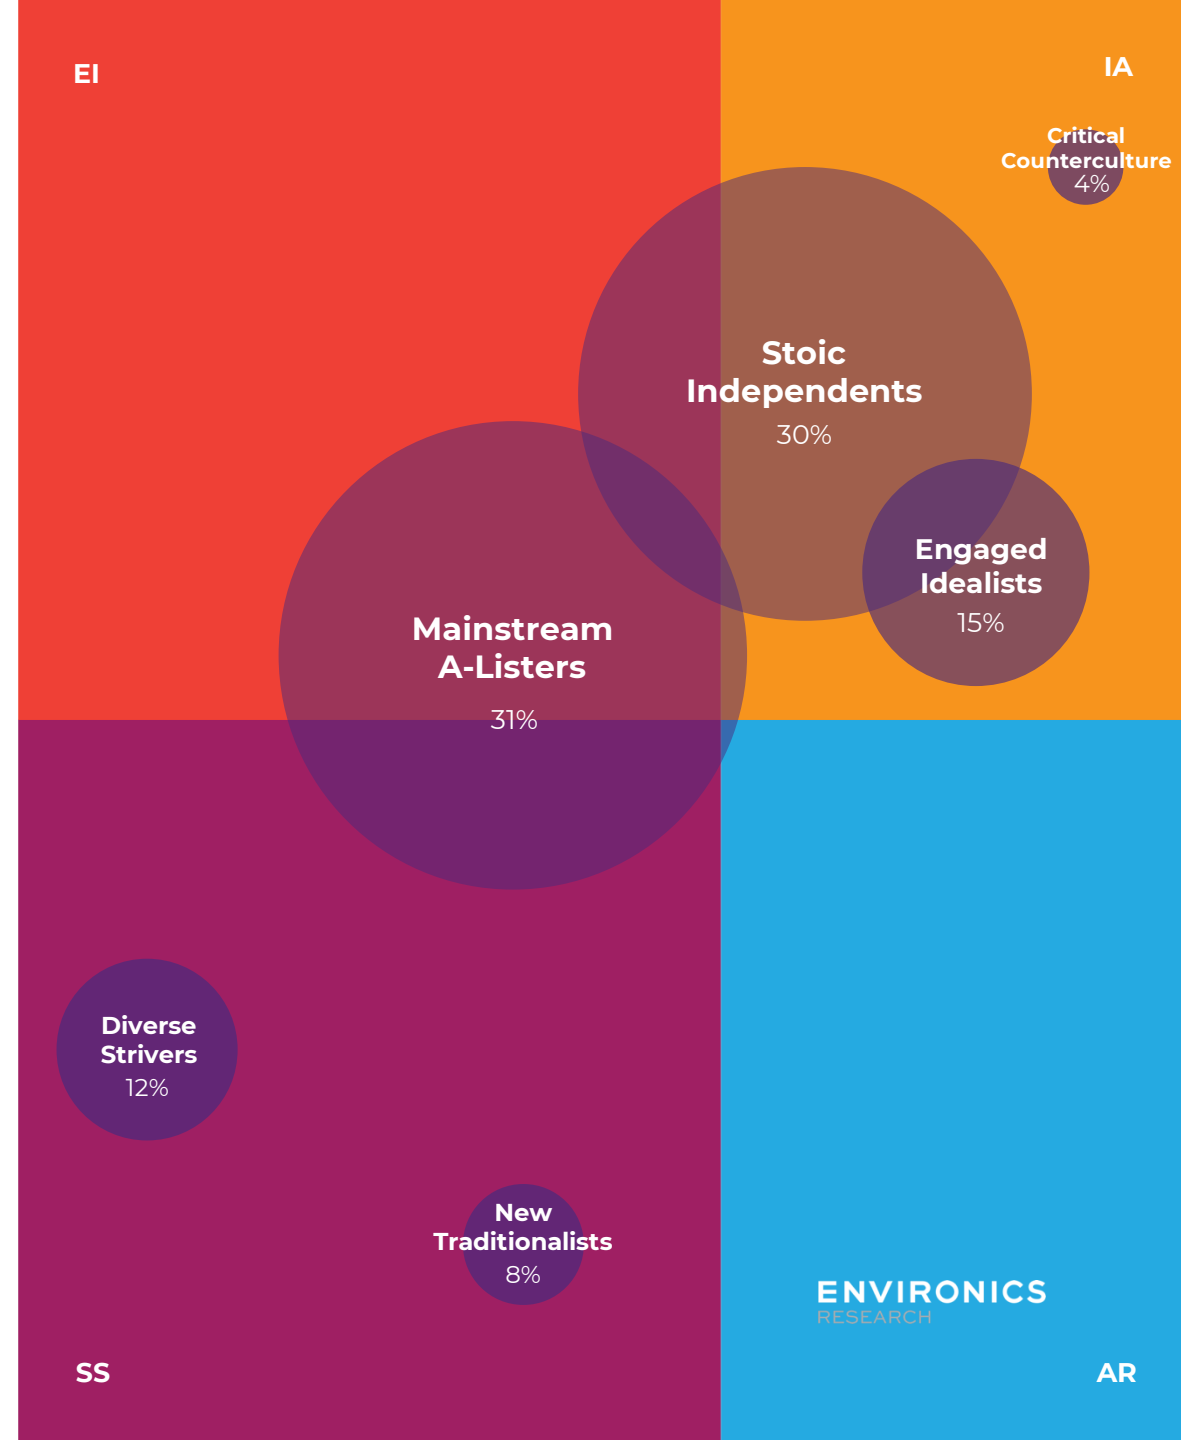 EI
IA
Critical
Counterculture
4%
Stoic
Independents
30%
Engaged
Idealists
15%
Mainstream
A-Listers
31%
Diverse
Strivers
12%
New
Traditionalists
8%
ENVIRONICS
RESEARCH
SS
AR